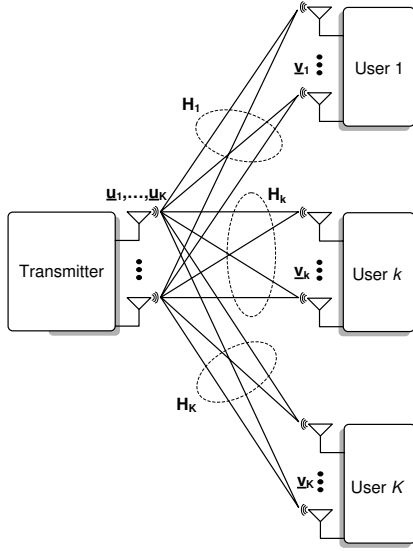 User 1
v1
H1
u1,...,uK
Hk
Transmitter
User k
vk
HK
vK
User K